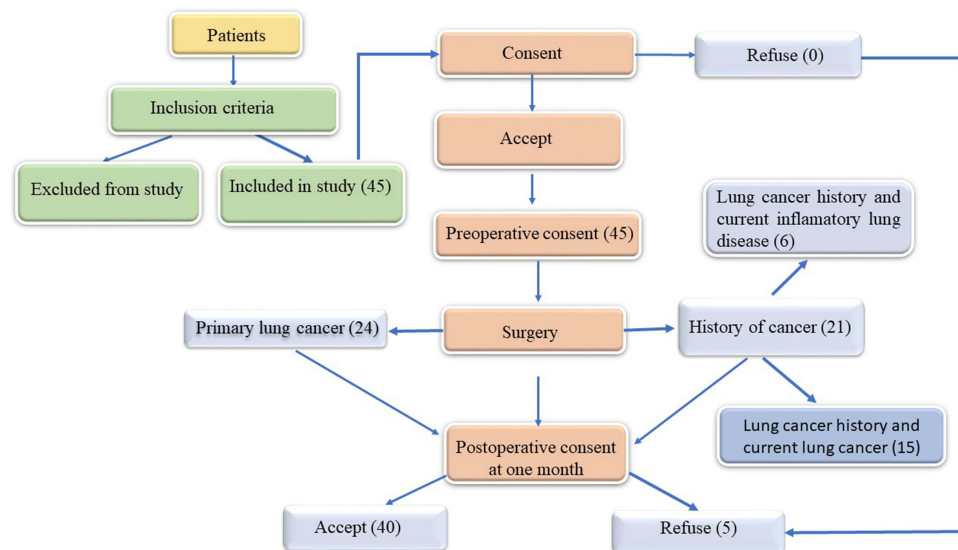 Patients
Consent
Refuse (0)
Inclusion criteria
Accept
Excluded from study
Included in study (45)
Lung cancer history and
current inflamatory lung
disease (6)
Preoperative consent (45)
Primary lung cancer (24)
Surgery
History of cancer (21)
Lung cancer history and
current lung cancer (15)
Postoperative consent
at one month
Accept (40)
Refuse (5)